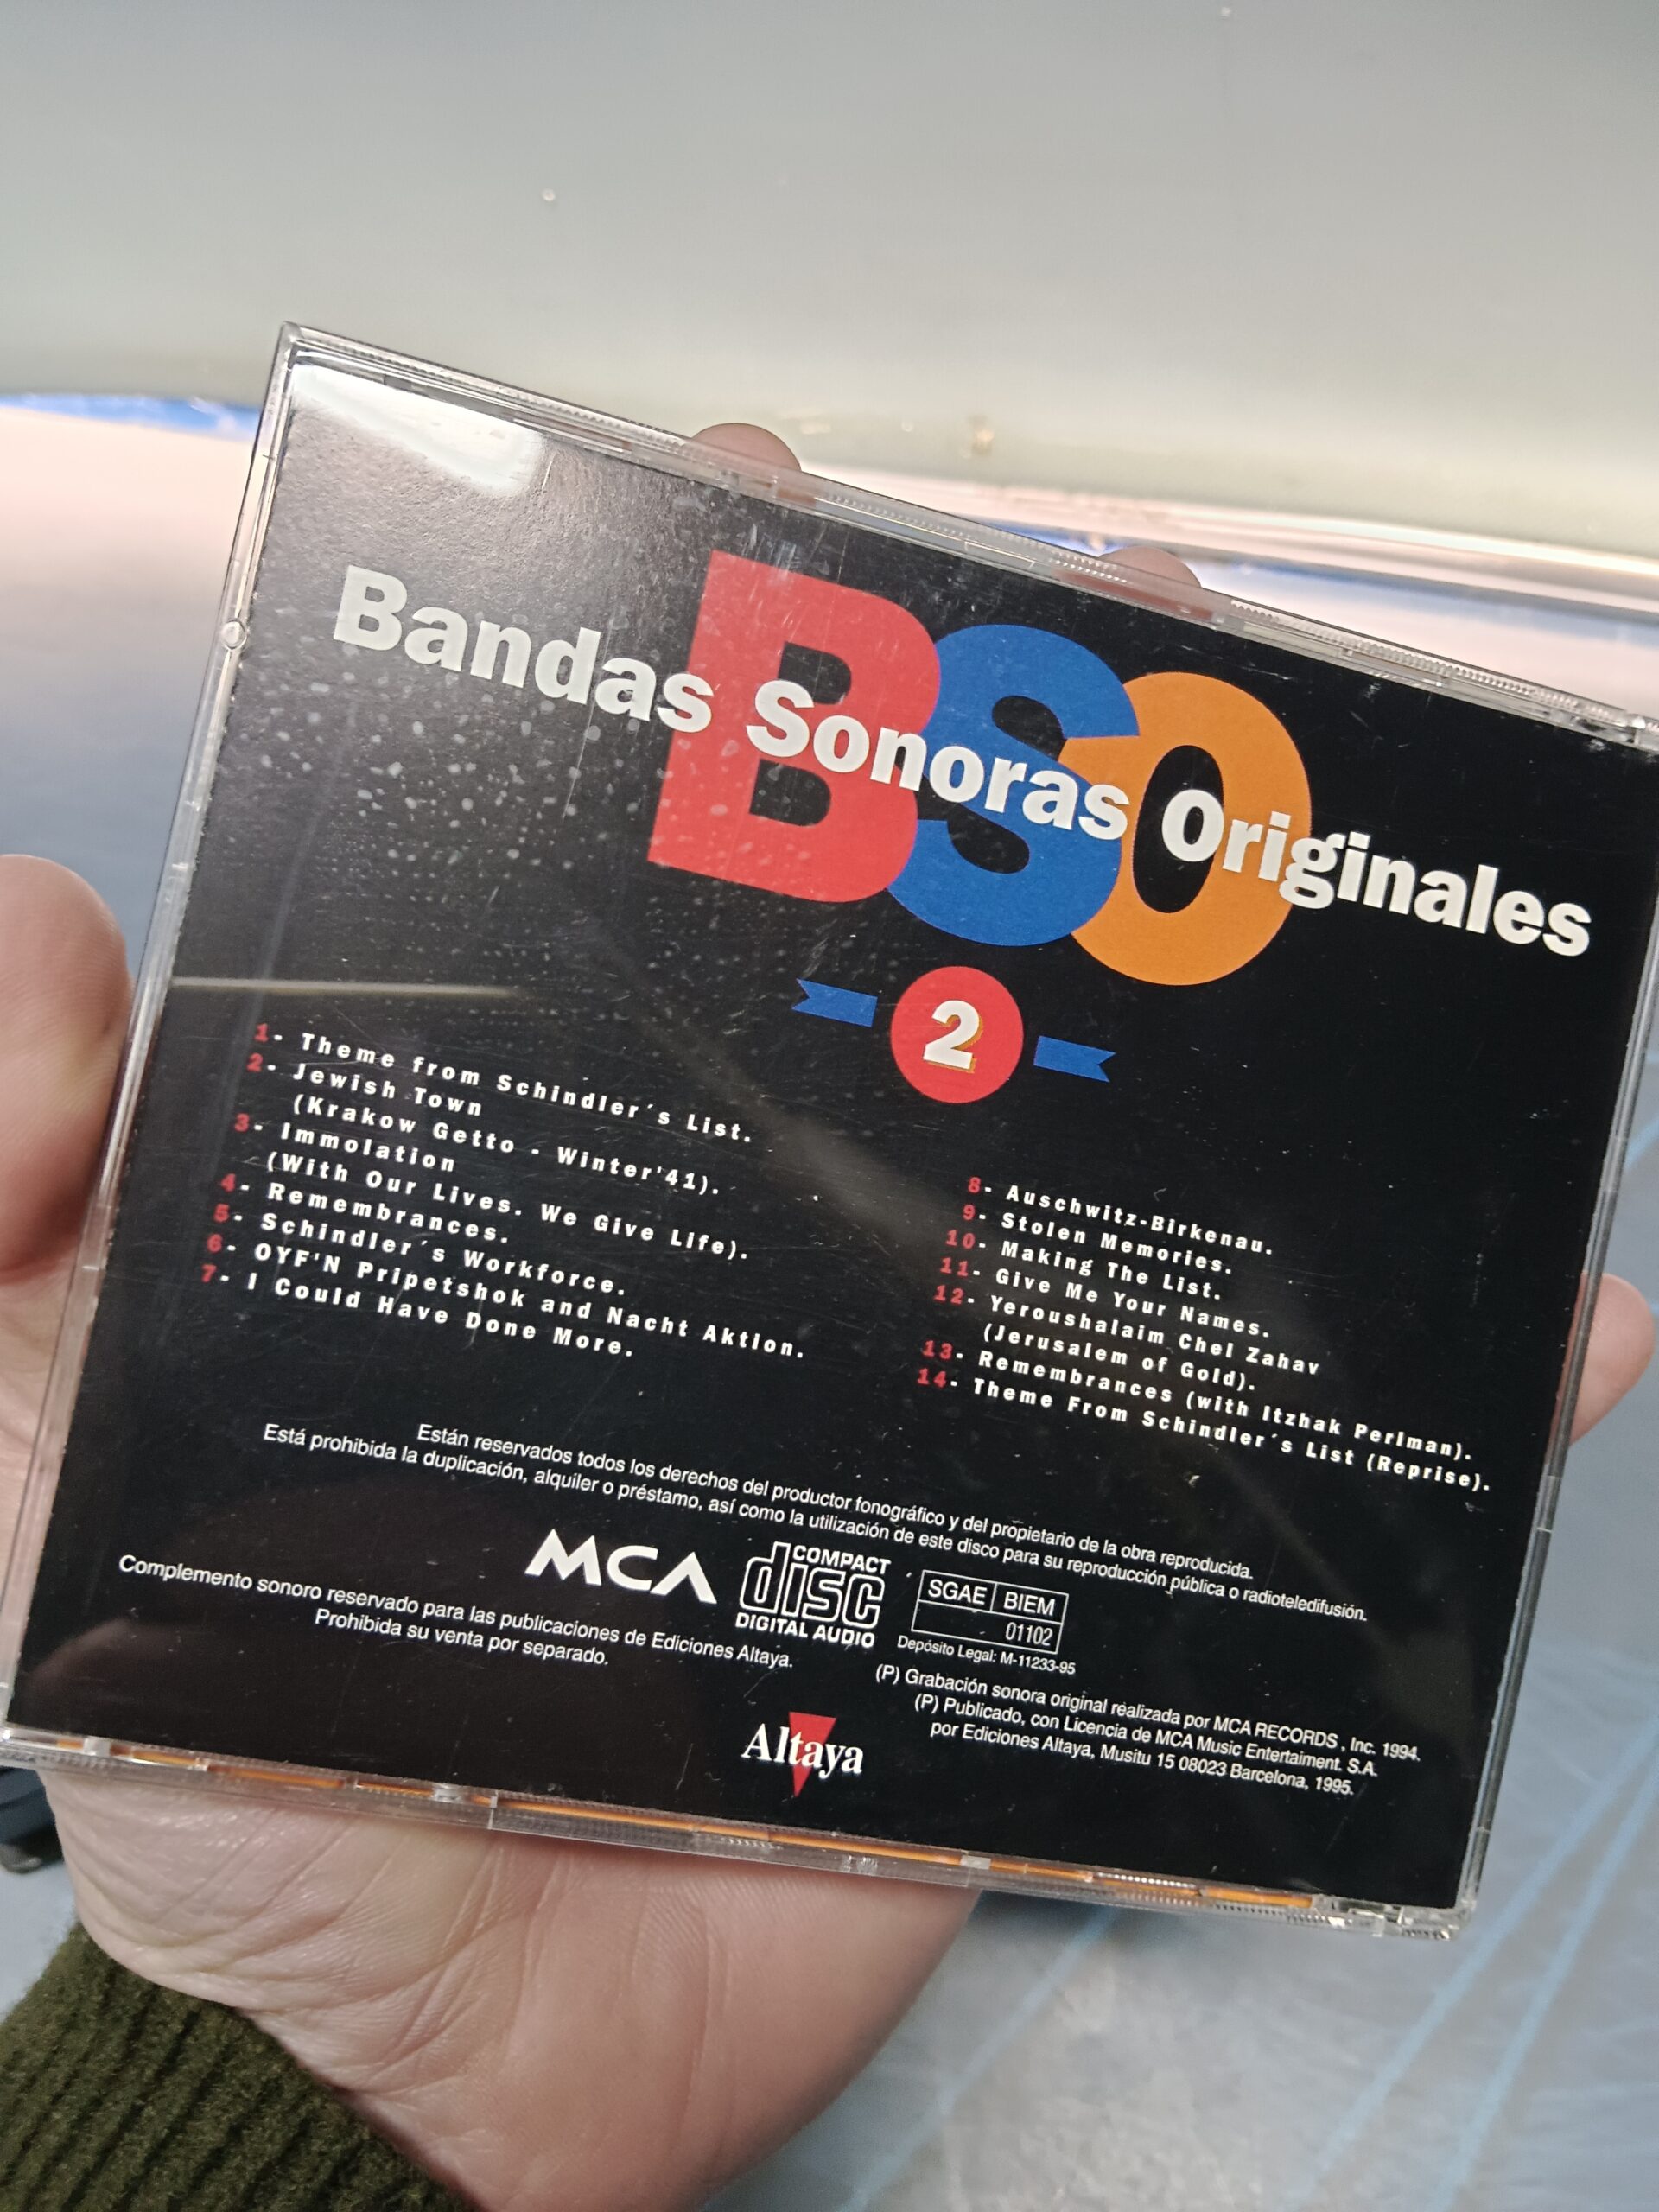 BSO
Bandas Sonoras Originales
2
1- Theme from Schindler´s List.
2- Jewish Town
(Krakow Getto - Winter'41).
3- Immolation
(With Our Lives. We Give Life).
4- Remembrances.
5- Schindler´s Workforce.
6- OYF'N Pripetshok and Nacht Aktion.
7- I Could Have Done More.
8- Auschwitz-Birkenau.
9- Stolen Memories.
10- Making The List.
11- Give Me Your Names.
12- Yeroushalaim Chel Zahav
(Jerusalem of Gold).
13- Remembrances (with Itzhak Perlman).
14- Theme From Schindler´s List (Reprise).
Están reservados todos los derechos del productor fonográfico y del propietario de la obra reproducida.
Está prohibida la duplicación, alquiler o préstamo, así como la utilización de este disco para su reproducción pública o radioteledifusión.
MCA
COMPACT
disc
DIGITAL AUDIO
SGAE BIEM
01102
Depósito Legal: M-11233-95
Complemento sonoro reservado para las publicaciones de Ediciones Altaya.
Prohibida su venta por separado.
(P) Grabación sonora original realizada por MCA RECORDS , Inc. 1994.
(P) Publicado, con Licencia de MCA Music Entertaiment. S.A.
por Ediciones Altaya, Musitu 15 08023 Barcelona, 1995.
Altaya